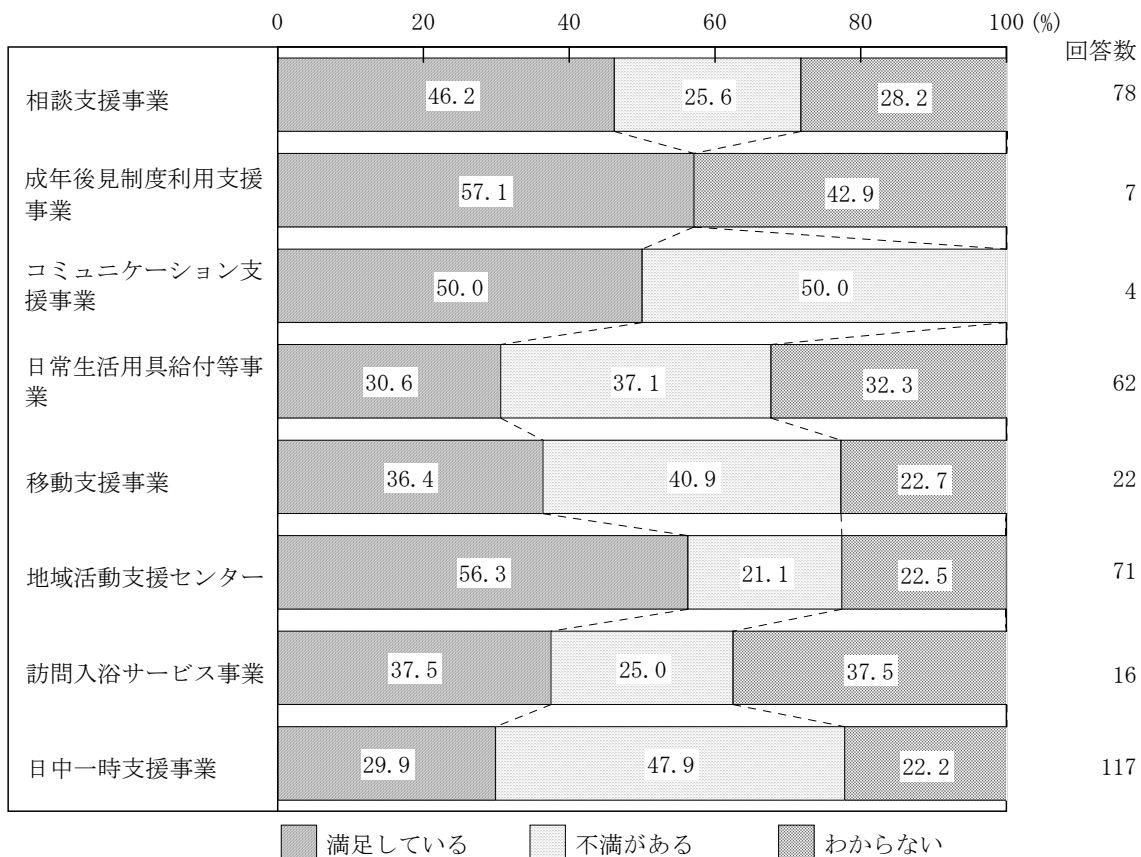 0 20 40 60 80 100 (%)
回答数
相談支援事業 46.2 25.6 28.2 78
成年後見制度利用支援
事業 57.1 42.9 7
コミュニケーション支
援事業 50.0 50.0 4
日常生活用具給付等事
業 30.6 37.1 32.3 62
移動支援事業 36.4 40.9 22.7 22
地域活動支援センター 56.3 21.1 22.5 71
訪問入浴サービス事業 37.5 25.0 37.5 16
日中一時支援事業 29.9 47.9 22.2 117
満足している 不満がある わからない